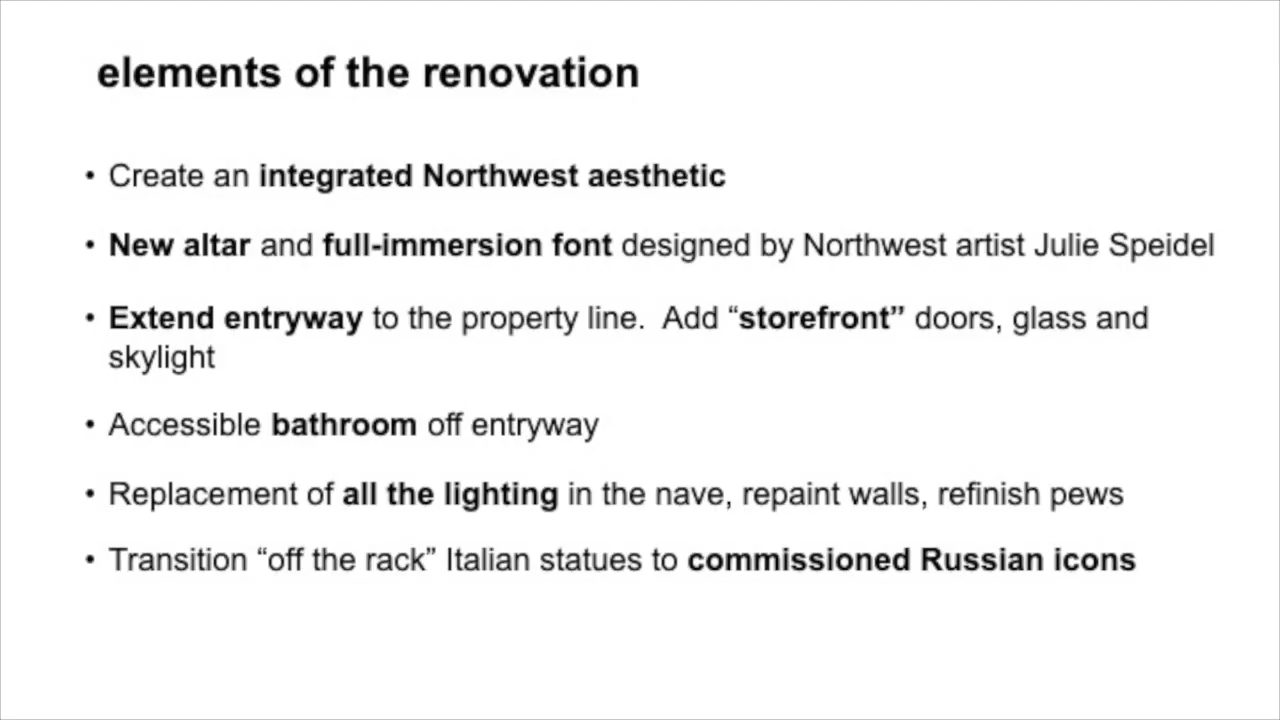 elements of the renovation
• Create an integrated Northwest aesthetic
• New altar and full-immersion font designed by Northwest artist Julie Speidel
• Extend entryway to the property line.  Add “storefront” doors, glass and
skylight
• Accessible bathroom off entryway
• Replacement of all the lighting in the nave, repaint walls, refinish pews
• Transition “off the rack” Italian statues to commissioned Russian icons